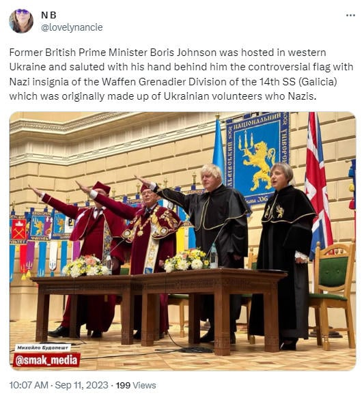 N B
@lovelynancie
Former British Prime Minister Boris Johnson was hosted in western
Ukraine and saluted with his hand behind him the controversial flag with
Nazi insignia of the Waffen Grenadier Division of the 14th SS (Galicia)
which was originally made up of Ukrainian volunteers who Nazis.
НАЦІОНАЛЬНИЙ
Михайло Будопешт
@smak_media
10:07 AM · Sep 11, 2023 · 199 Views